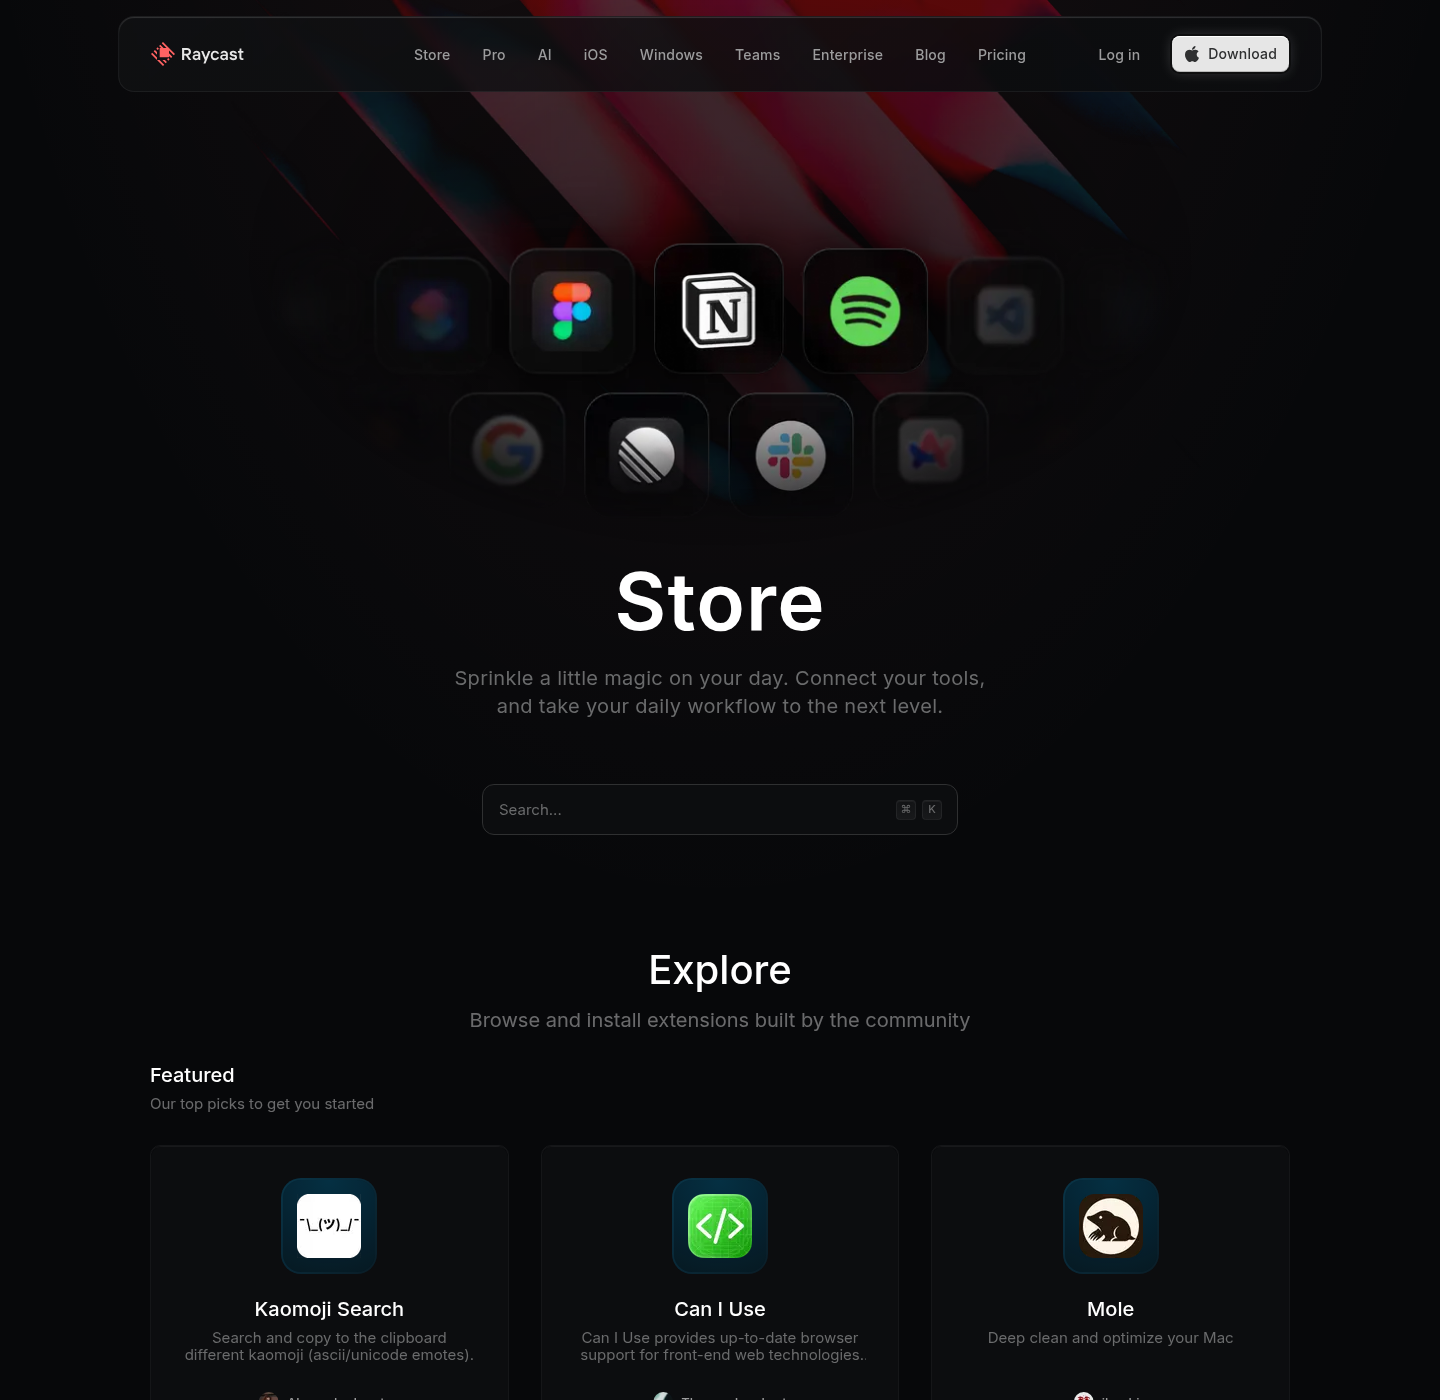 Raycast
Store
Pro
AI
iOS
Windows
Teams
Enterprise
Blog
Pricing
Log in
Download
N
Store
Sprinkle a little magic on your day. Connect your tools,
and take your daily workflow to the next level.
Search...
⌘ K
Explore
Browse and install extensions built by the community
Featured
Our top picks to get you started
¯\_(ツ)_/¯
</>
Kaomoji Search
Search and copy to the clipboard
different kaomoji (ascii/unicode emotes).
Can I Use
Can I Use provides up-to-date browser
support for front-end web technologies..
Mole
Deep clean and optimize your Mac